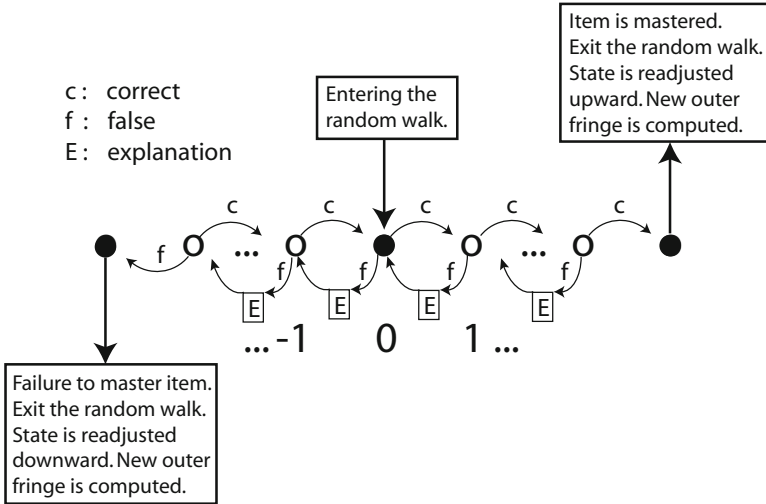 Item is mastered.
Exit the random walk.
State is readjusted
upward. New outer
fringe is computed.
c : correct
f : false
E : explanation
Entering the
random walk.
c c c c c
f O ... O f f O ... O f
E E E E
... -1 0 1 ...
Failure to master item.
Exit the random walk.
State is readjusted
downward. New outer
fringe is computed.